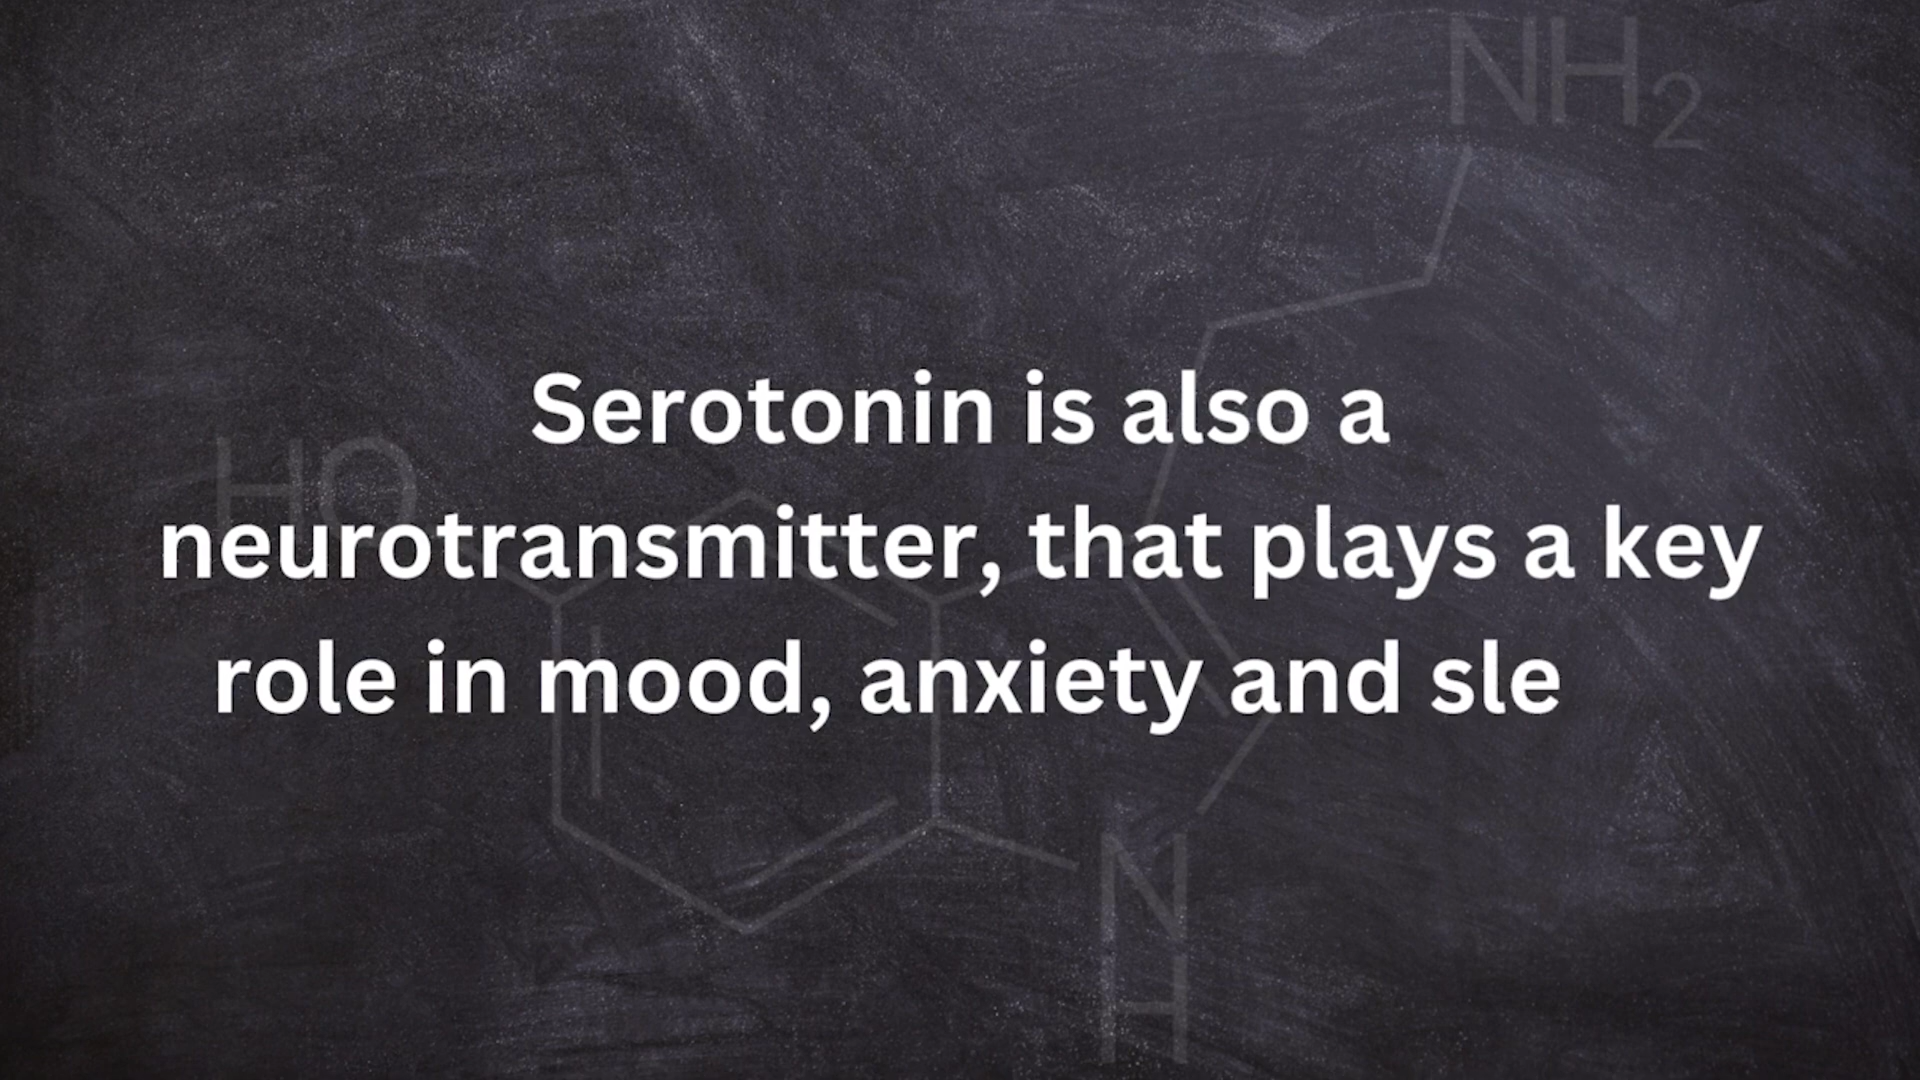 NH2
Serotonin is also a
HO
neurotransmitter, that plays a key
role in mood, anxiety and sle
N
H